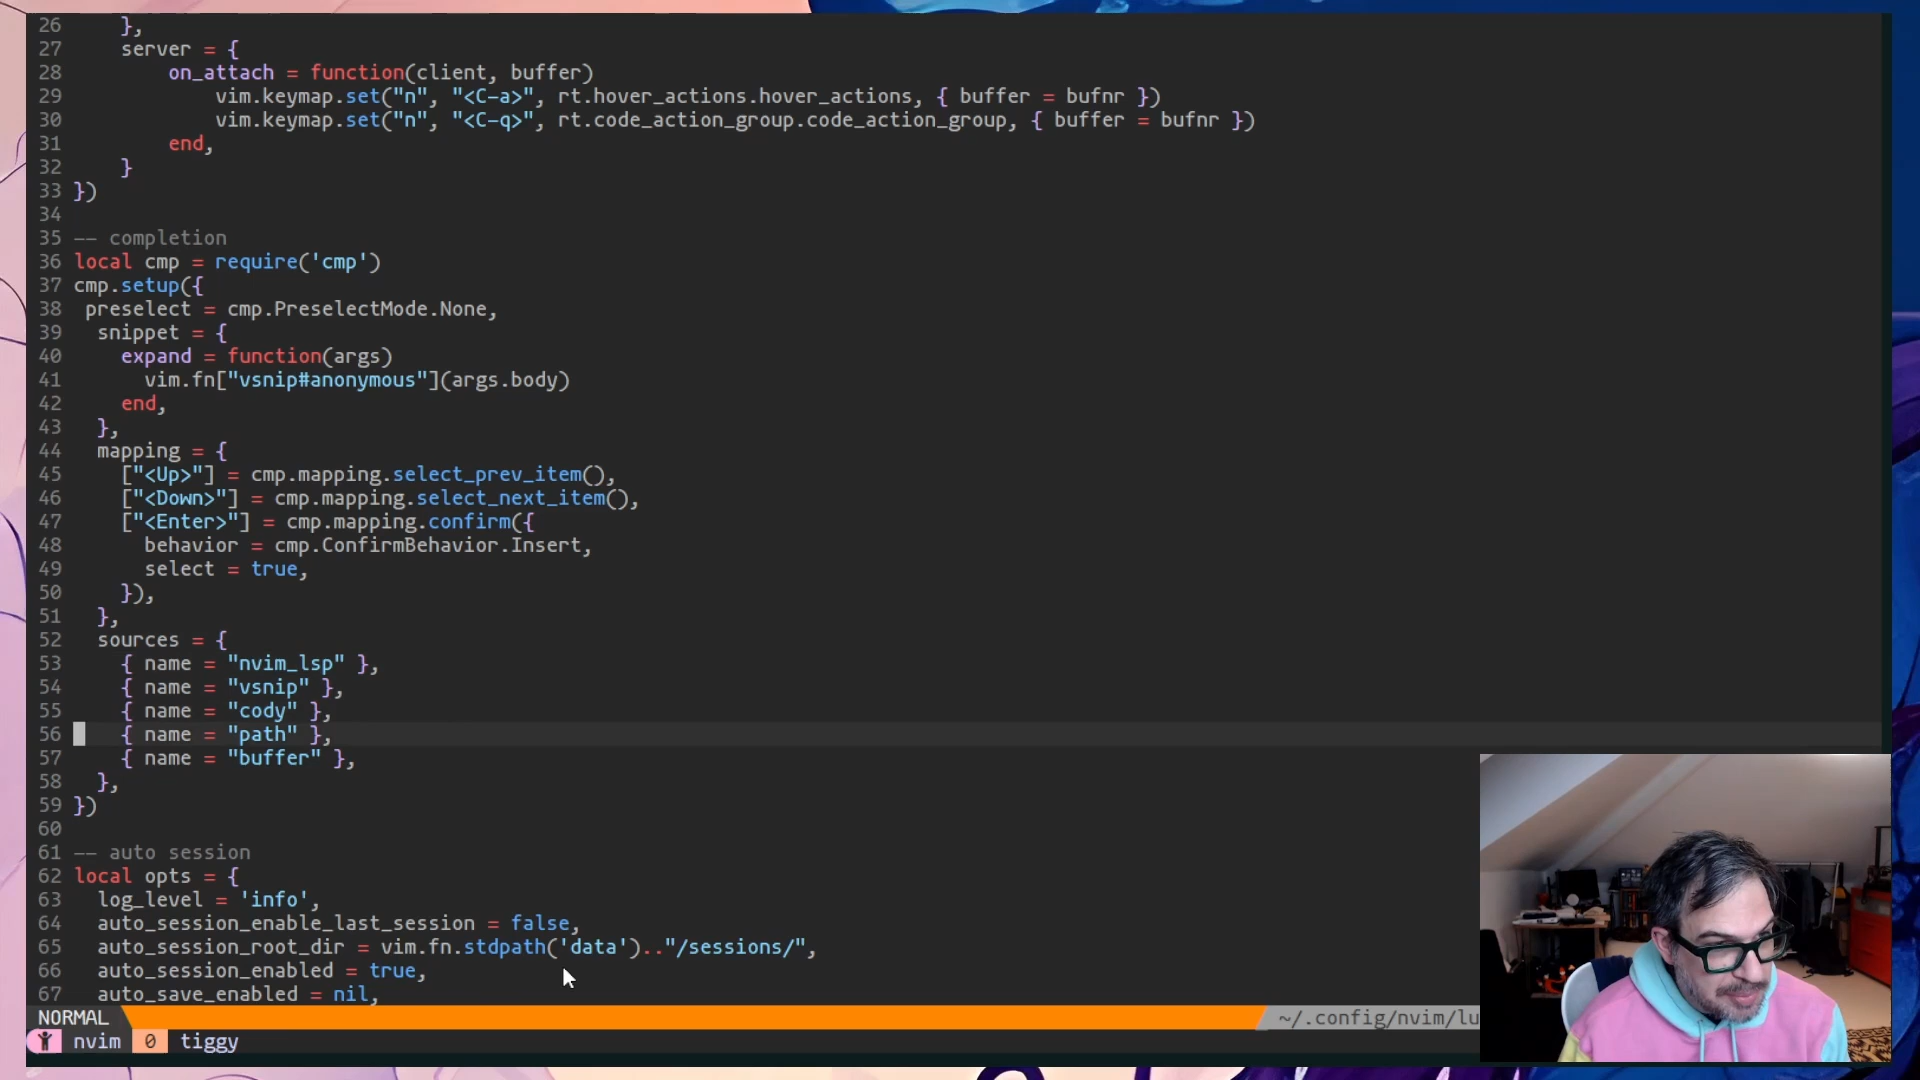 26     },
27     server = {
28         on_attach = function(client, buffer)
29             vim.keymap.set("n", "<C-a>", rt.hover_actions.hover_actions, { buffer = bufnr })
30             vim.keymap.set("n", "<C-q>", rt.code_action_group.code_action_group, { buffer = bufnr })
31         end,
32     }
33 })
34
35 -- completion
36 local cmp = require('cmp')
37 cmp.setup({
38  preselect = cmp.PreselectMode.None,
39   snippet = {
40     expand = function(args)
41       vim.fn["vsnip#anonymous"](args.body)
42     end,
43   },
44   mapping = {
45     ["<Up>"] = cmp.mapping.select_prev_item(),
46     ["<Down>"] = cmp.mapping.select_next_item(),
47     ["<Enter>"] = cmp.mapping.confirm({
48       behavior = cmp.ConfirmBehavior.Insert,
49       select = true,
50     }),
51   },
52   sources = {
53     { name = "nvim_lsp" },
54     { name = "vsnip" },
55     { name = "cody" },
56     { name = "path" },
57     { name = "buffer" },
58   },
59 })
60
61 -- auto session
62 local opts = {
63   log_level = 'info',
64   auto_session_enable_last_session = false,
65   auto_session_root_dir = vim.fn.stdpath('data').."/sessions/",
66   auto_session_enabled = true,
67   auto_save_enabled = nil,
NORMAL ~/.config/nvim/lu
nvim 0 tiggy